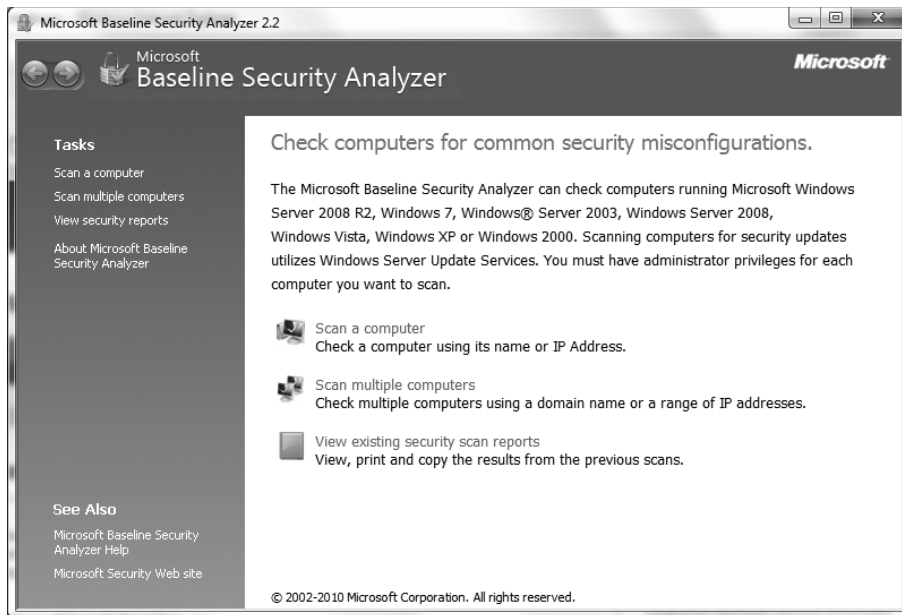 Microsoft Baseline Security Analyzer 2.2
Microsoft
Baseline Security Analyzer
Microsoft
Tasks
Scan a computer
Scan multiple computers
View security reports
About Microsoft Baseline
Security Analyzer
See Also
Microsoft Baseline Security
Analyzer Help
Microsoft Security Web site
Check computers for common security misconfigurations.
The Microsoft Baseline Security Analyzer can check computers running Microsoft Windows
Server 2008 R2, Windows 7, Windows® Server 2003, Windows Server 2008,
Windows Vista, Windows XP or Windows 2000. Scanning computers for security updates
utilizes Windows Server Update Services. You must have administrator privileges for each
computer you want to scan.
Scan a computer
Check a computer using its name or IP Address.
Scan multiple computers
Check multiple computers using a domain name or a range of IP addresses.
View existing security scan reports
View, print and copy the results from the previous scans.
© 2002-2010 Microsoft Corporation. All rights reserved.